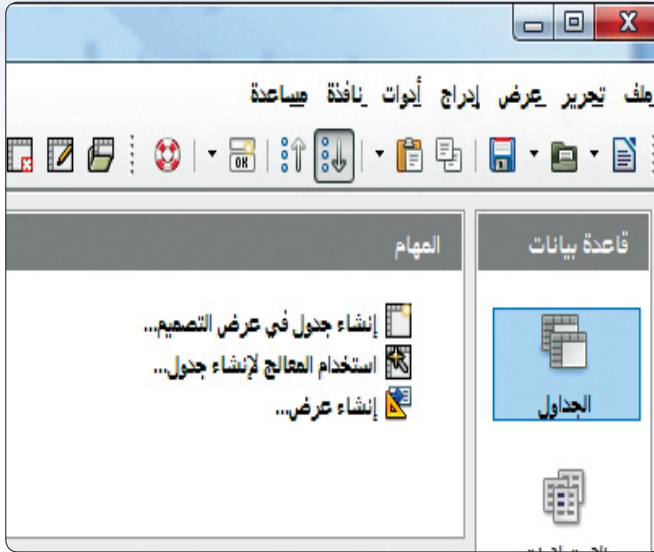 ملف تحرير عرض إدراج أدوات نافذة مساعدة
OK
قاعدة بيانات
المهام
الجداول
إنشاء جدول في عرض التصميم...
استخدام المعالج لإنشاء جدول...
إنشاء عرض...